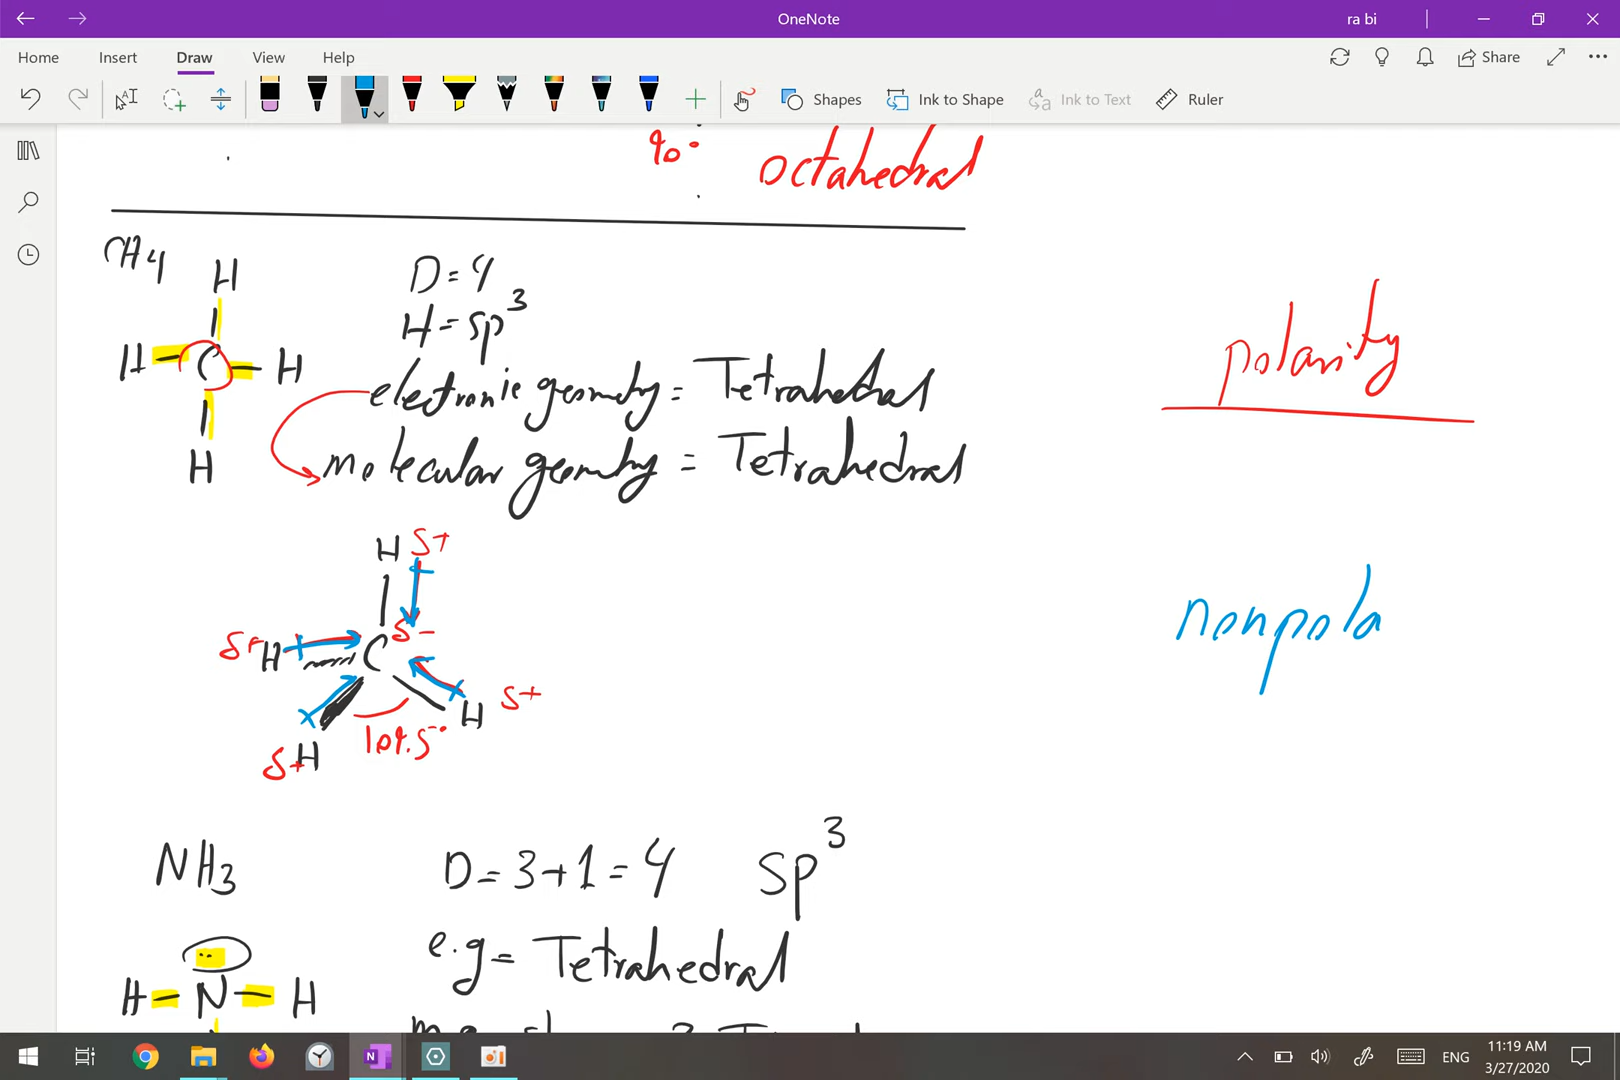 OneNote
ra bi
Home Insert Draw View Help
Share
Shapes
Ink to Shape
Ink to Text
Ruler
90°
octahedral
CH4
H
H - C - H
H
D = 4
H = sp3
electronic geometry = Tetrahedral
molecular geometry = Tetrahedral
polarity
nonpola
H δ+
δ+ H C δ-
H δ+
δ+ H
109.5°
NH3
D = 3+1 = 4 sp3
e.g = Tetrahedral
H - N - H
ENG
11:19 AM
3/27/2020